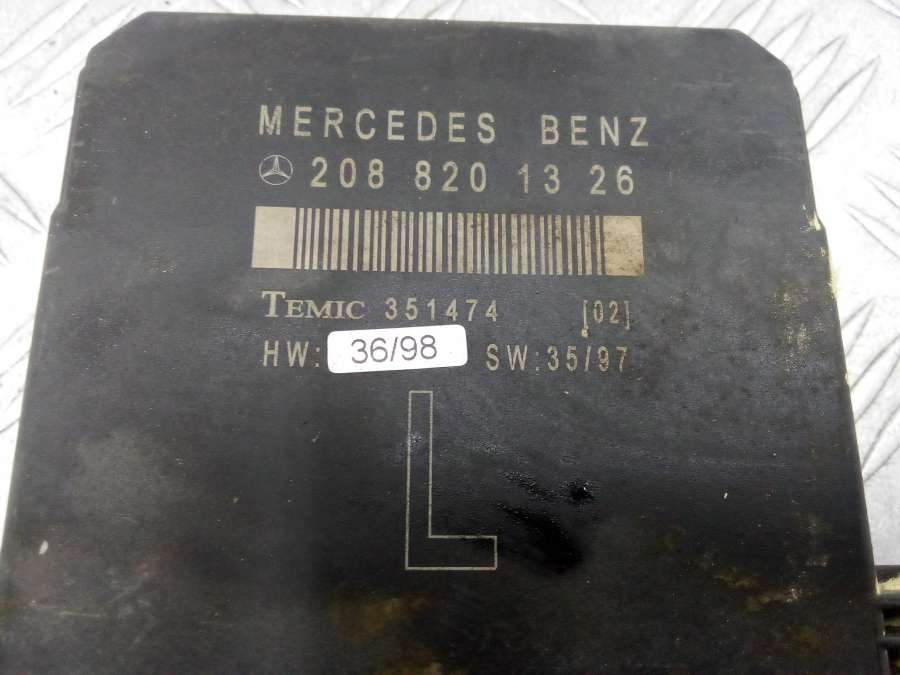 MERCEDES BENZ
208 820 13 26
TEMIC 351474 [02]
HW: 36/98 SW:35/97
L